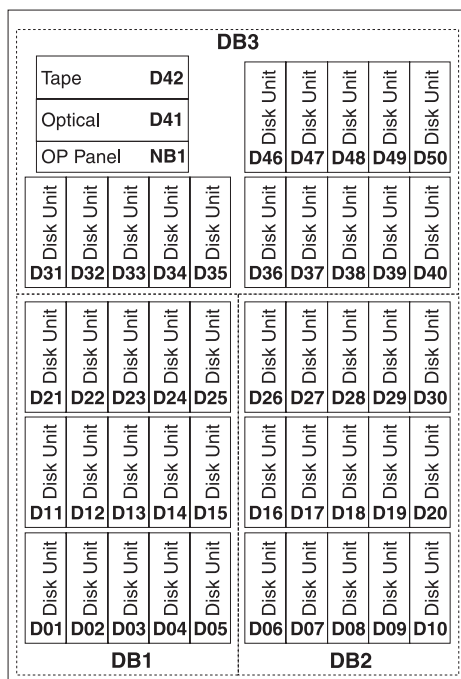 DB3
Tape D42
Optical D41
OP Panel NB1
Disk Unit Disk Unit Disk Unit Disk Unit Disk Unit
D46 D47 D48 D49 D50
Disk Unit Disk Unit Disk Unit Disk Unit Disk Unit
D31 D32 D33 D34 D35
Disk Unit Disk Unit Disk Unit Disk Unit Disk Unit
D36 D37 D38 D39 D40
Disk Unit Disk Unit Disk Unit Disk Unit Disk Unit
D21 D22 D23 D24 D25
Disk Unit Disk Unit Disk Unit Disk Unit Disk Unit
D11 D12 D13 D14 D15
Disk Unit Disk Unit Disk Unit Disk Unit Disk Unit
D01 D02 D03 D04 D05
DB1
Disk Unit Disk Unit Disk Unit Disk Unit Disk Unit
D26 D27 D28 D29 D30
Disk Unit Disk Unit Disk Unit Disk Unit Disk Unit
D16 D17 D18 D19 D20
Disk Unit Disk Unit Disk Unit Disk Unit Disk Unit
D06 D07 D08 D09 D10
DB2